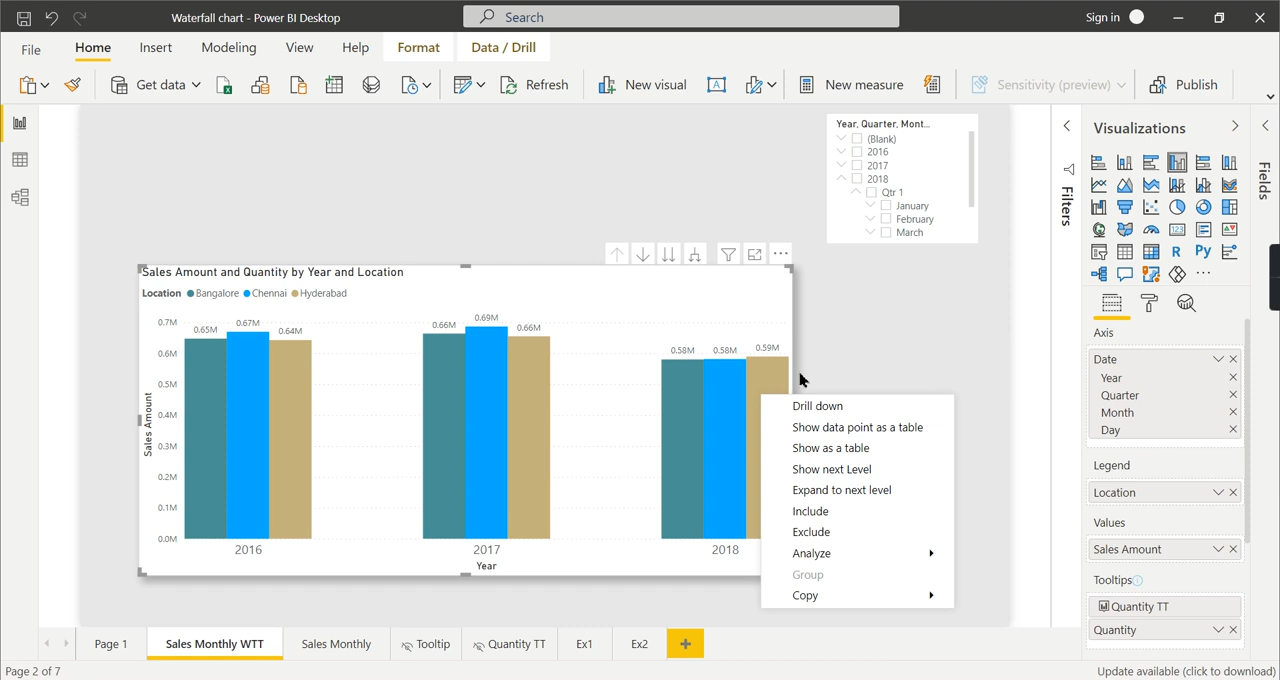 Waterfall chart - Power BI Desktop
Search
Sign in
File
Home
Insert
Modeling
View
Help
Format
Data / Drill
Get data
Refresh
New visual
New measure
Sensitivity (preview)
Publish
Year, Quarter, Mont...
(Blank)
2016
2017
2018
Qtr 1
January
February
March
Sales Amount and Quantity by Year and Location
Location Bangalore Chennai Hyderabad
0.7M
0.6M
0.5M
0.4M
0.3M
0.2M
0.1M
0.0M
Sales Amount
0.65M
0.67M
0.64M
0.66M
0.69M
0.66M
0.58M
0.58M
0.59M
2016
2017
2018
Year
Drill down
Show data point as a table
Show as a table
Show next Level
Expand to next level
Include
Exclude
Analyze
Group
Copy
Filters
Visualizations
R
Py
123
Axis
Date
Year
Quarter
Month
Day
Legend
Location
Values
Sales Amount
Tooltips
Quantity TT
Quantity
Fields
Page 1
Sales Monthly WTT
Sales Monthly
Tooltip
Quantity TT
Ex1
Ex2
Page 2 of 7
Update available (click to download)